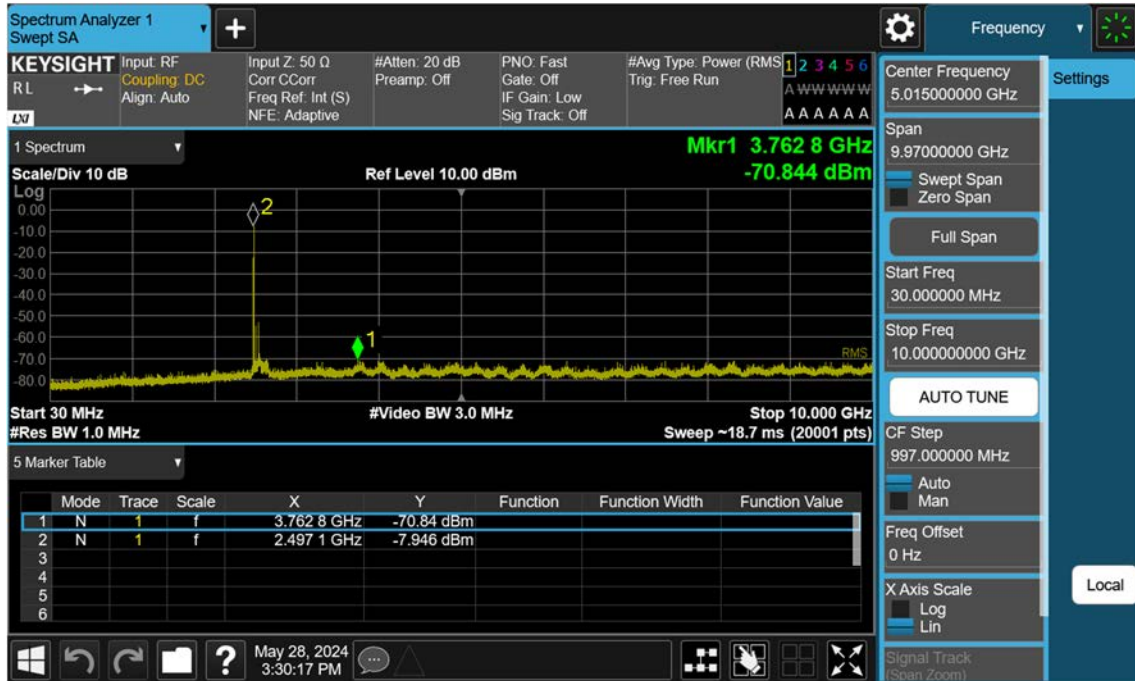 Spectrum Analyzer 1
Swept SA
Frequency
KEYSIGHT
R L
LXI
Input: RF
Coupling: DC
Align: Auto
Input Z: 50 Ω
Corr CCorr
Freq Ref: Int (S)
NFE: Adaptive
#Atten: 20 dB
Preamp: Off
PNO: Fast
Gate: Off
IF Gain: Low
Sig Track: Off
#Avg Type: Power (RMS
Trig: Free Run
1 2 3 4 5 6
A W W W W W
A A A A A A
1 Spectrum
Mkr1 3.762 8 GHz
Scale/Div 10 dB
Ref Level 10.00 dBm
-70.844 dBm
Log
0.00
-10.0
-20.0
-30.0
-40.0
-50.0
-60.0
-70.0
-80.0
2
1
RMS
Start 30 MHz
#Video BW 3.0 MHz
Stop 10.000 GHz
#Res BW 1.0 MHz
Sweep ~18.7 ms (20001 pts)
5 Marker Table
Mode Trace Scale X Y Function Function Width Function Value
1 N 1 f 3.762 8 GHz -70.84 dBm
2 N 1 f 2.497 1 GHz -7.946 dBm
3
4
5
6
?
May 28, 2024
3:30:17 PM
Center Frequency
5.015000000 GHz
Settings
Span
9.97000000 GHz
Swept Span
Zero Span
Full Span
Start Freq
30.000000 MHz
Stop Freq
10.000000000 GHz
AUTO TUNE
CF Step
997.000000 MHz
Auto
Man
Freq Offset
0 Hz
X Axis Scale
Log
Lin
Local
Signal Track
(Span Zoom)